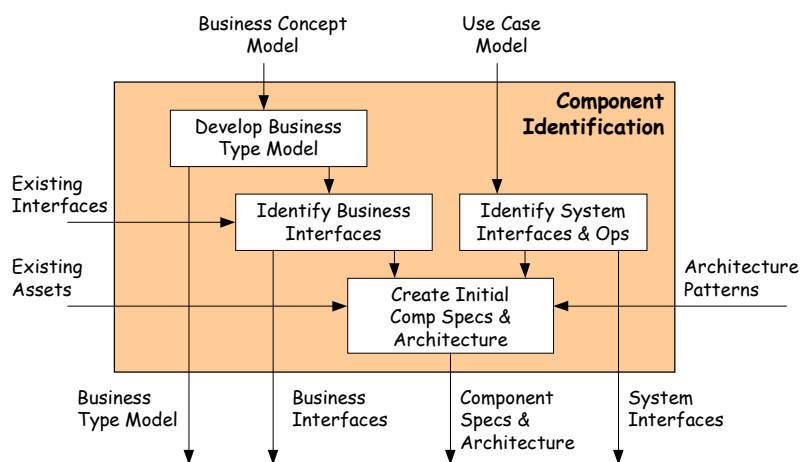 Business Concept
Model
Use Case
Model
Component
Identification
Develop Business
Type Model
Existing
Interfaces
Identify Business
Interfaces
Identify System
Interfaces & Ops
Existing
Assets
Create Initial
Comp Specs &
Architecture
Architecture
Patterns
Business
Type Model
Business
Interfaces
Component
Specs &
Architecture
System
Interfaces